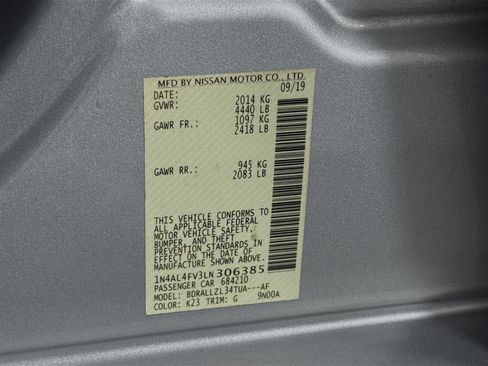 MFD BY NISSAN MOTOR CO., LTD.
DATE: 09/19
GVWR: 2014 KG
4440 LB
GAWR FR.: 1097 KG
2418 LB
GAWR RR.: 945 KG
2083 LB
THIS VEHICLE CONFORMS TO
ALL APPLICABLE FEDERAL
MOTOR VEHICLE SAFETY,
BUMPER, AND THEFT
PREVENTION STANDARDS IN
EFFECT ON THE DATE OF
MANUFACTURE SHOWN ABOVE.
1N4AL4FV3LN306385
PASSENGER CAR 684210
MODEL: BDRALLZL34TUA---AF
COLOR: K23 TRIM: G 9N00A